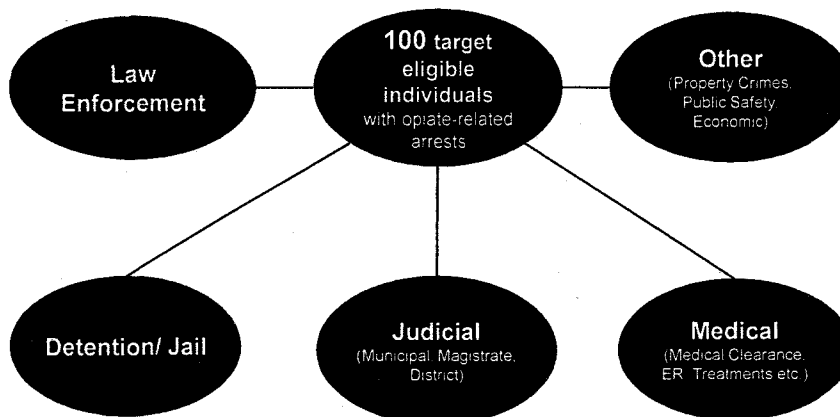 Law
Enforcement
100 target
eligible
individuals
with opiate-related
arrests
Other
(Property Crimes,
Public Safety,
Economic)
Detention/ Jail
Judicial
(Municipal, Magistrate,
District)
Medical
(Medical Clearance,
ER, Treatments etc.)